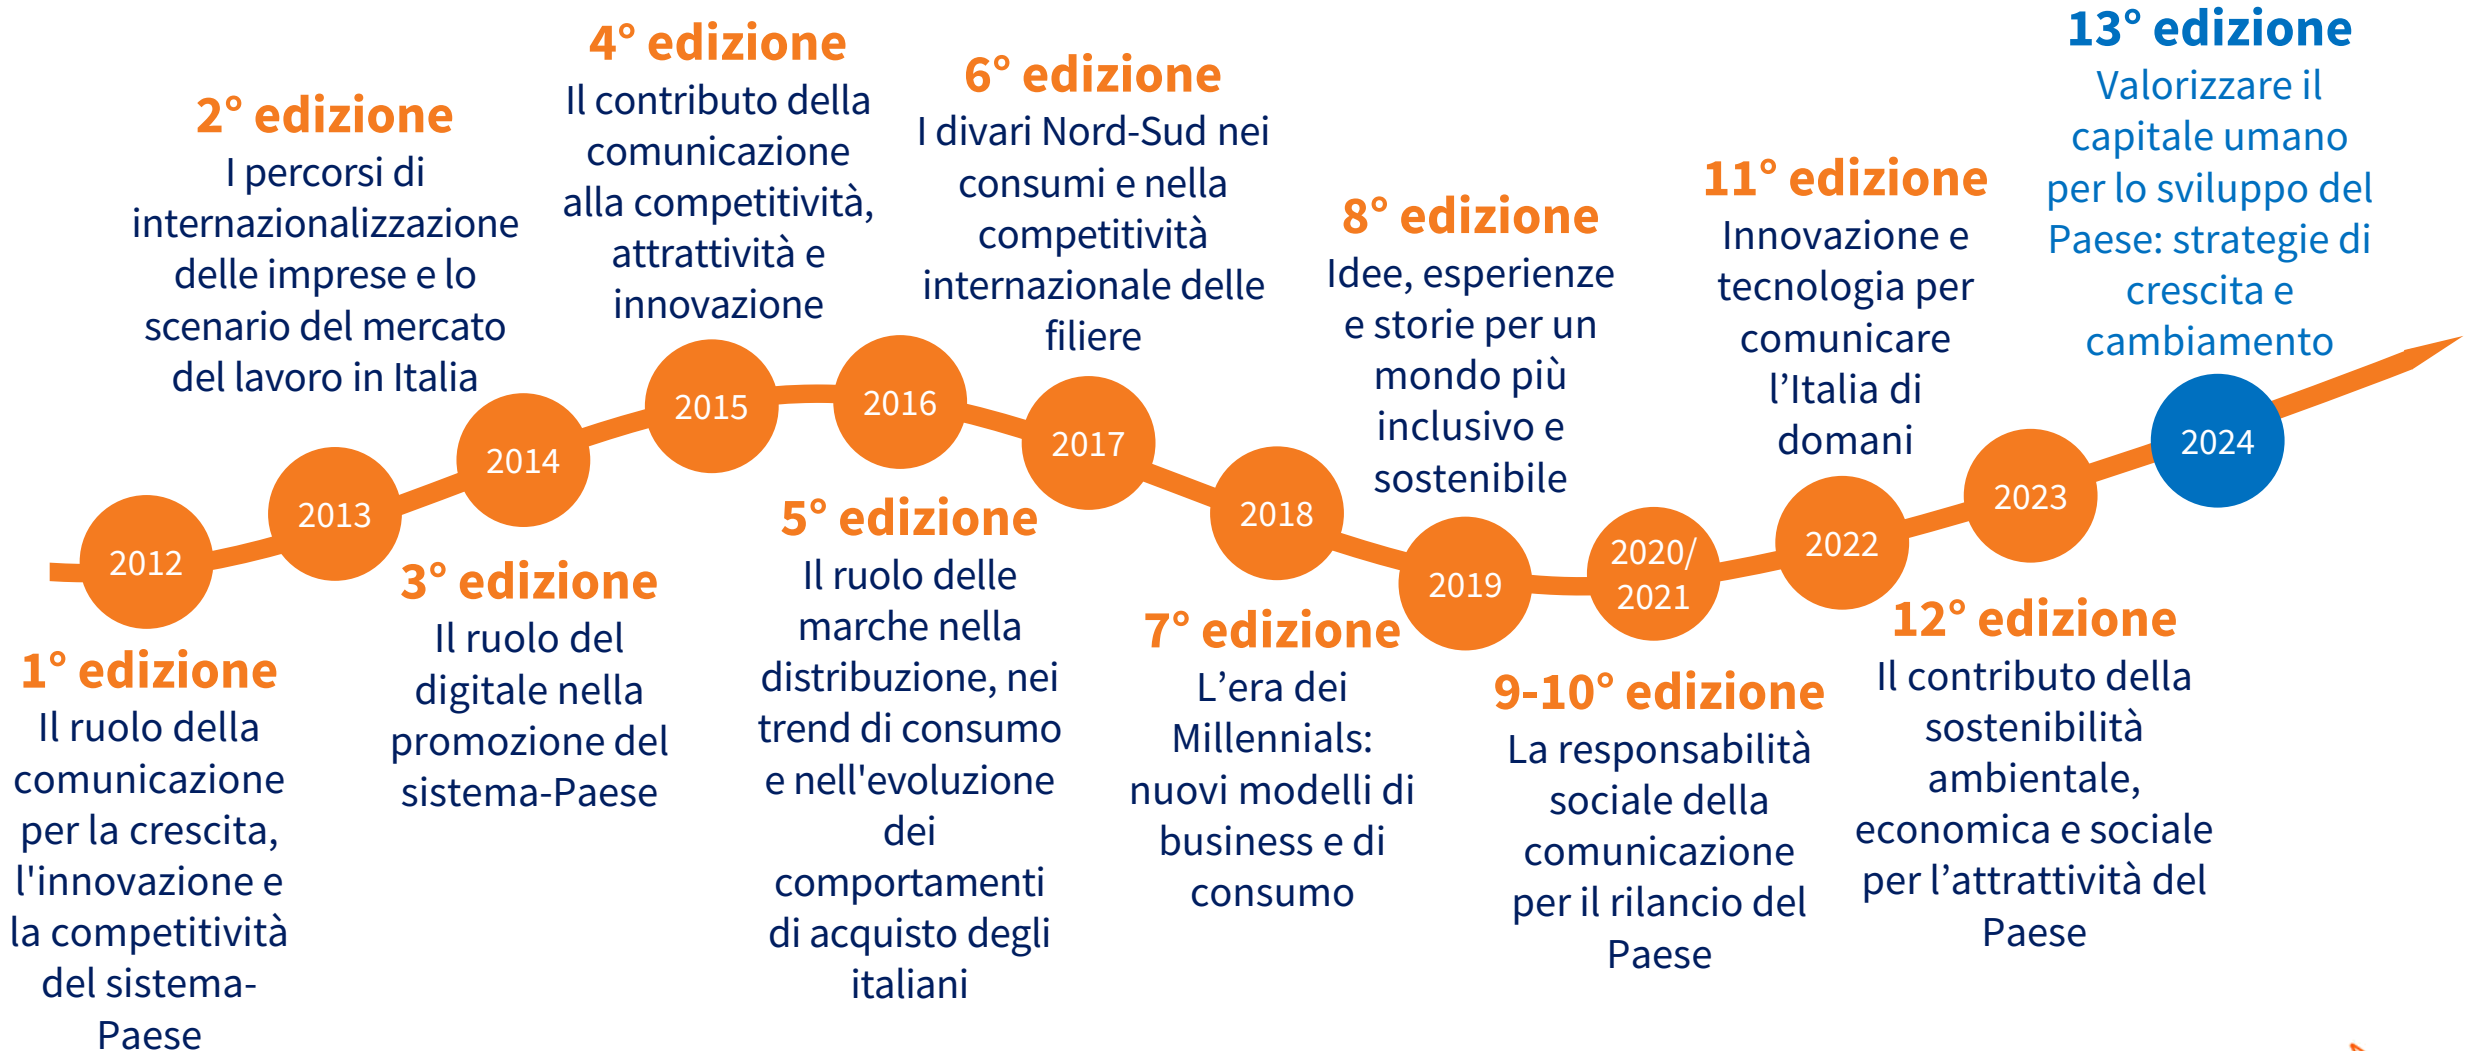 1° edizione
Il ruolo della
comunicazione
per la crescita,
l'innovazione e
la competitività
del sistema-
Paese
2012
2° edizione
I percorsi di
internazionalizzazione
delle imprese e lo
scenario del mercato
del lavoro in Italia
2013
3° edizione
Il ruolo del
digitale nella
promozione del
sistema-Paese
2014
4° edizione
Il contributo della
comunicazione
alla competitività,
attrattività e
innovazione
2015
5° edizione
Il ruolo delle
marche nella
distribuzione, nei
trend di consumo
e nell'evoluzione
dei
comportamenti
di acquisto degli
italiani
2016
6° edizione
I divari Nord-Sud nei
consumi e nella
competitività
internazionale delle
filiere
2017
7° edizione
L’era dei
Millennials:
nuovi modelli di
business e di
consumo
2018
8° edizione
Idee, esperienze
e storie per un
mondo più
inclusivo e
sostenibile
2019
9-10° edizione
La responsabilità
sociale della
comunicazione
per il rilancio del
Paese
2020/
2021
11° edizione
Innovazione e
tecnologia per
comunicare
l’Italia di
domani
2022
12° edizione
Il contributo della
sostenibilità
ambientale,
economica e sociale
per l’attrattività del
Paese
2023
13° edizione
Valorizzare il
capitale umano
per lo sviluppo del
Paese: strategie di
crescita e
cambiamento
2024